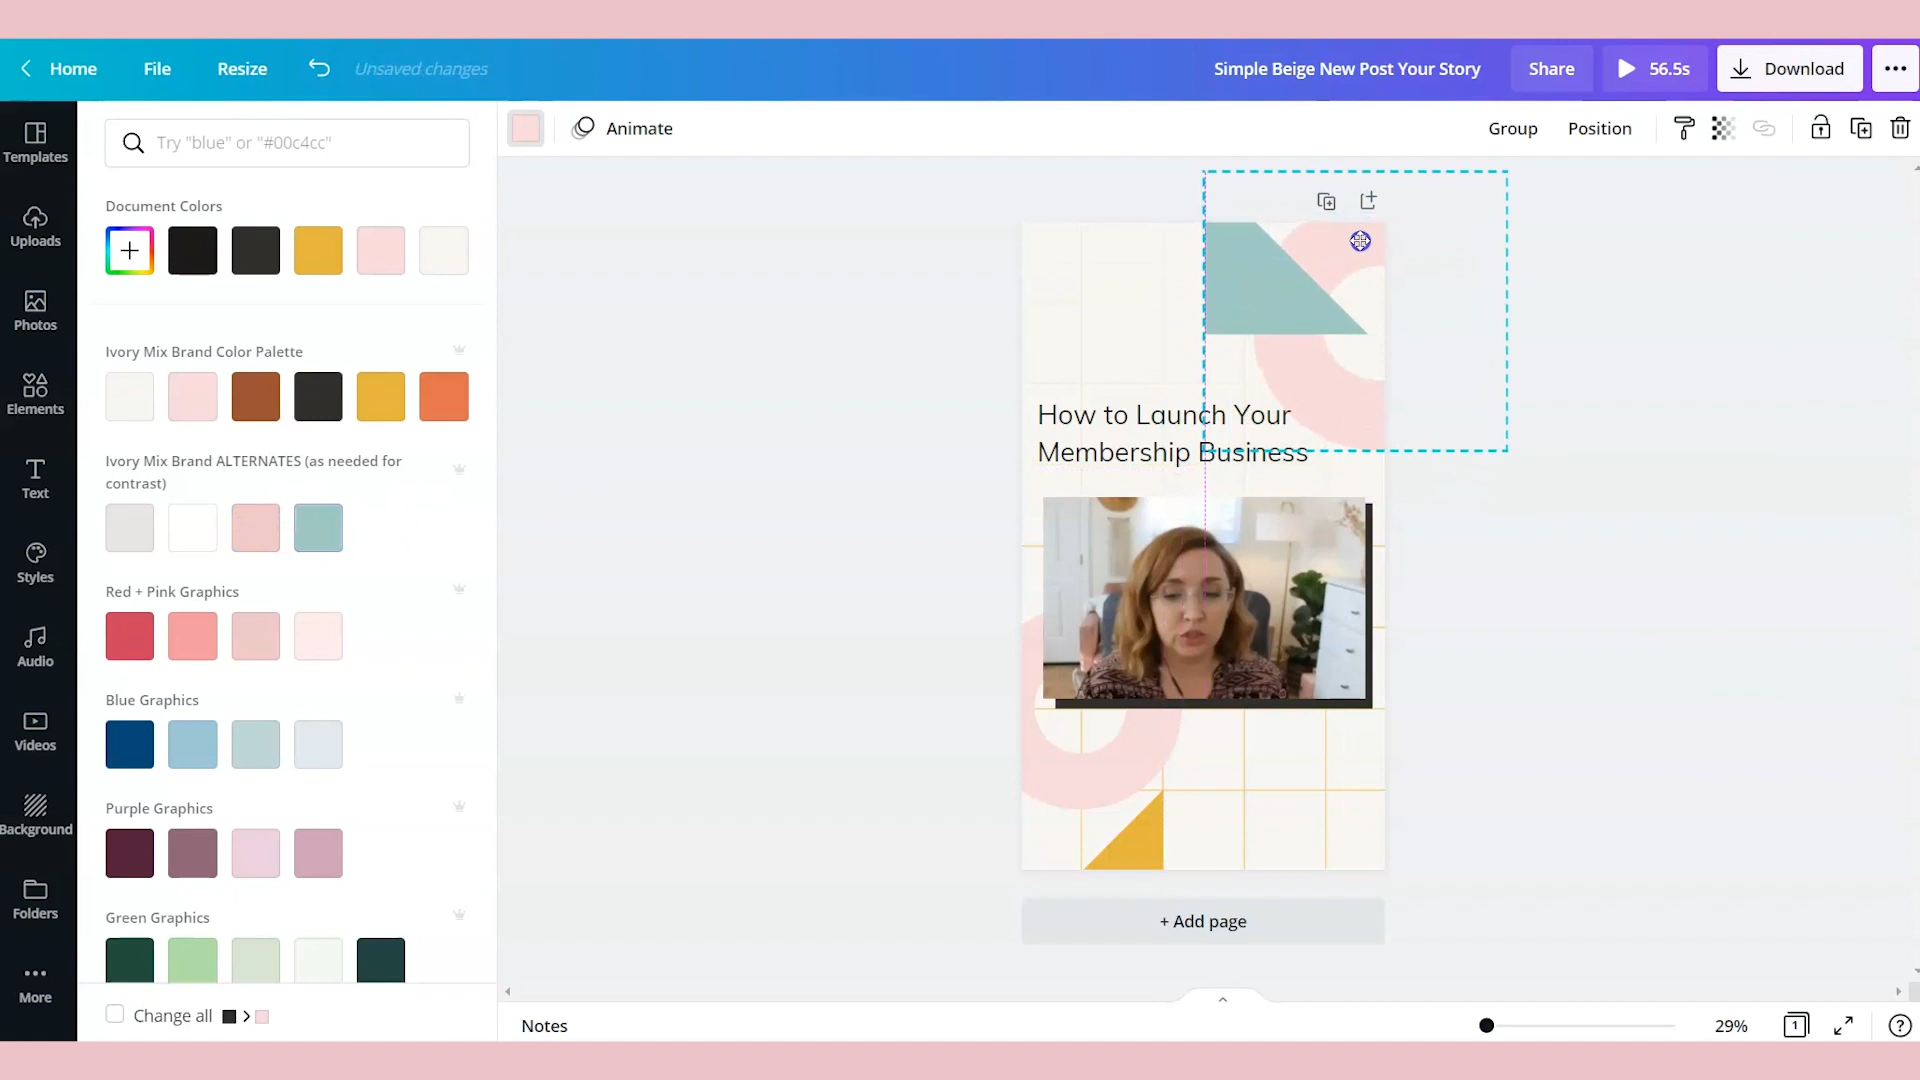 Home
File
Resize
Unsaved changes
Simple Beige New Post Your Story
Share
56.5s
Download
Templates
Uploads
Photos
Elements
Text
Styles
Audio
Videos
Background
Folders
More
Try "blue" or "#00c4cc"
Document Colors
Ivory Mix Brand Color Palette
Ivory Mix Brand ALTERNATES (as needed for
contrast)
Red + Pink Graphics
Blue Graphics
Purple Graphics
Green Graphics
Change all
Animate
Group
Position
How to Launch Your
Membership Business
+ Add page
Notes
29%
1
?